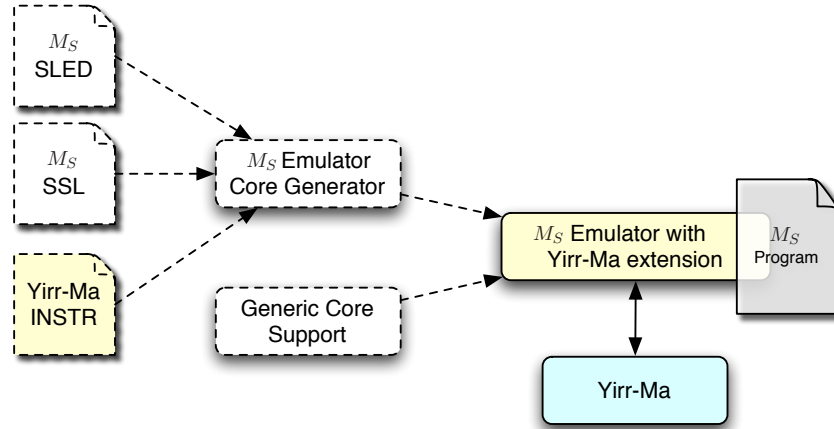 M_S
SLED
M_S
SSL
Yirr-Ma
INSTR
M_S Emulator
Core Generator
Generic Core
Support
M_S Emulator with
Yirr-Ma extension
M_S
Program
Yirr-Ma